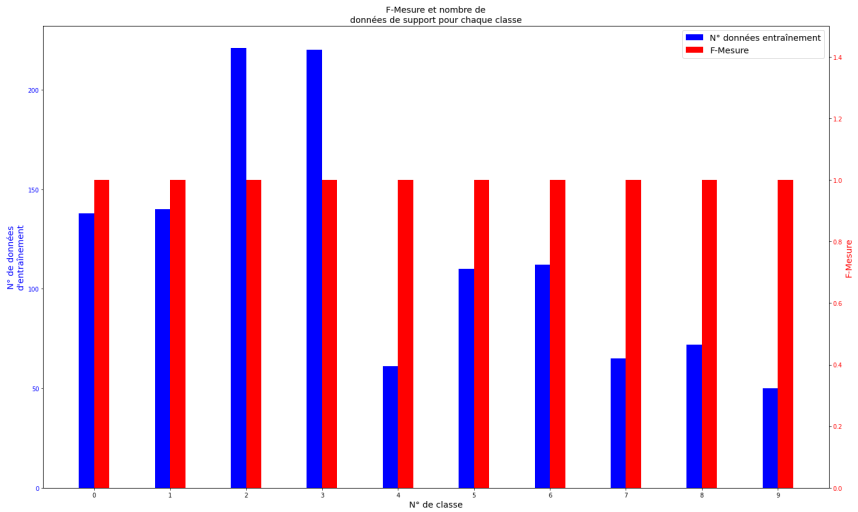 F-Mesure et nombre de
données de support pour chaque classe
N° données entraînement
F-Mesure
N° de données
d'entraînement
200
150
100
50
0
1.4
1.2
1.0
0.8
0.6
0.4
0.2
0.0
F-Mesure
0 1 2 3 4 5 6 7 8 9
N° de classe